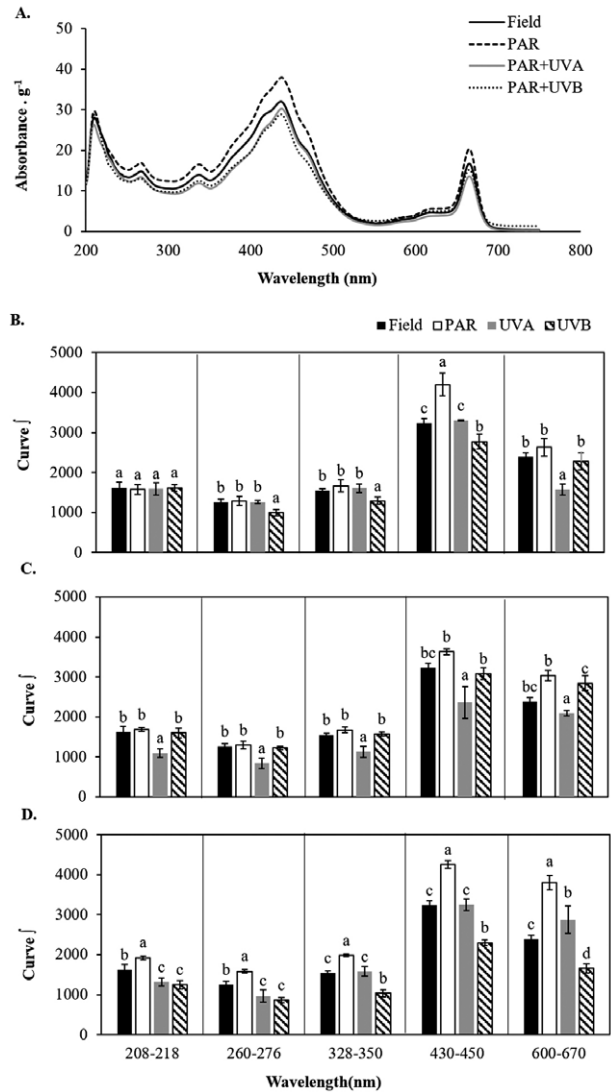 A.
Field
PAR
PAR+UVA
PAR+UVB
Absorbance . g⁻¹
50
40
30
20
10
0
200 300 400 500 600 700 800
Wavelength (nm)
B.
Field PAR UVA UVB
Curve ∫
5000
4000
3000
2000
1000
0
a a a a
b b b a
b b b a
c a c b
b b a b
C.
Curve ∫
5000
4000
3000
2000
1000
0
b b a b
b b a b
b b a b
bc b a b
bc b a c
D.
Curve ∫
5000
4000
3000
2000
1000
0
b a c c
b a c c
c a c b
c a c b
c a b d
208-218 260-276 328-350 430-450 600-670
Wavelength(nm)